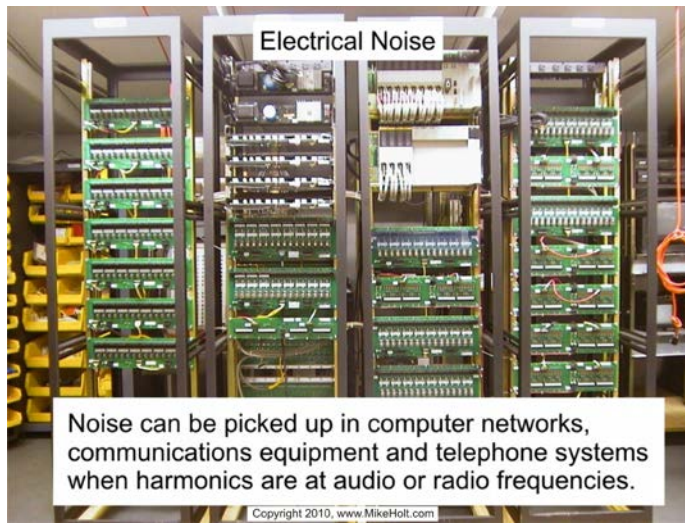 Electrical Noise
Noise can be picked up in computer networks,
communications equipment and telephone systems
when harmonics are at audio or radio frequencies.
Copyright 2010, www.MikeHolt.com